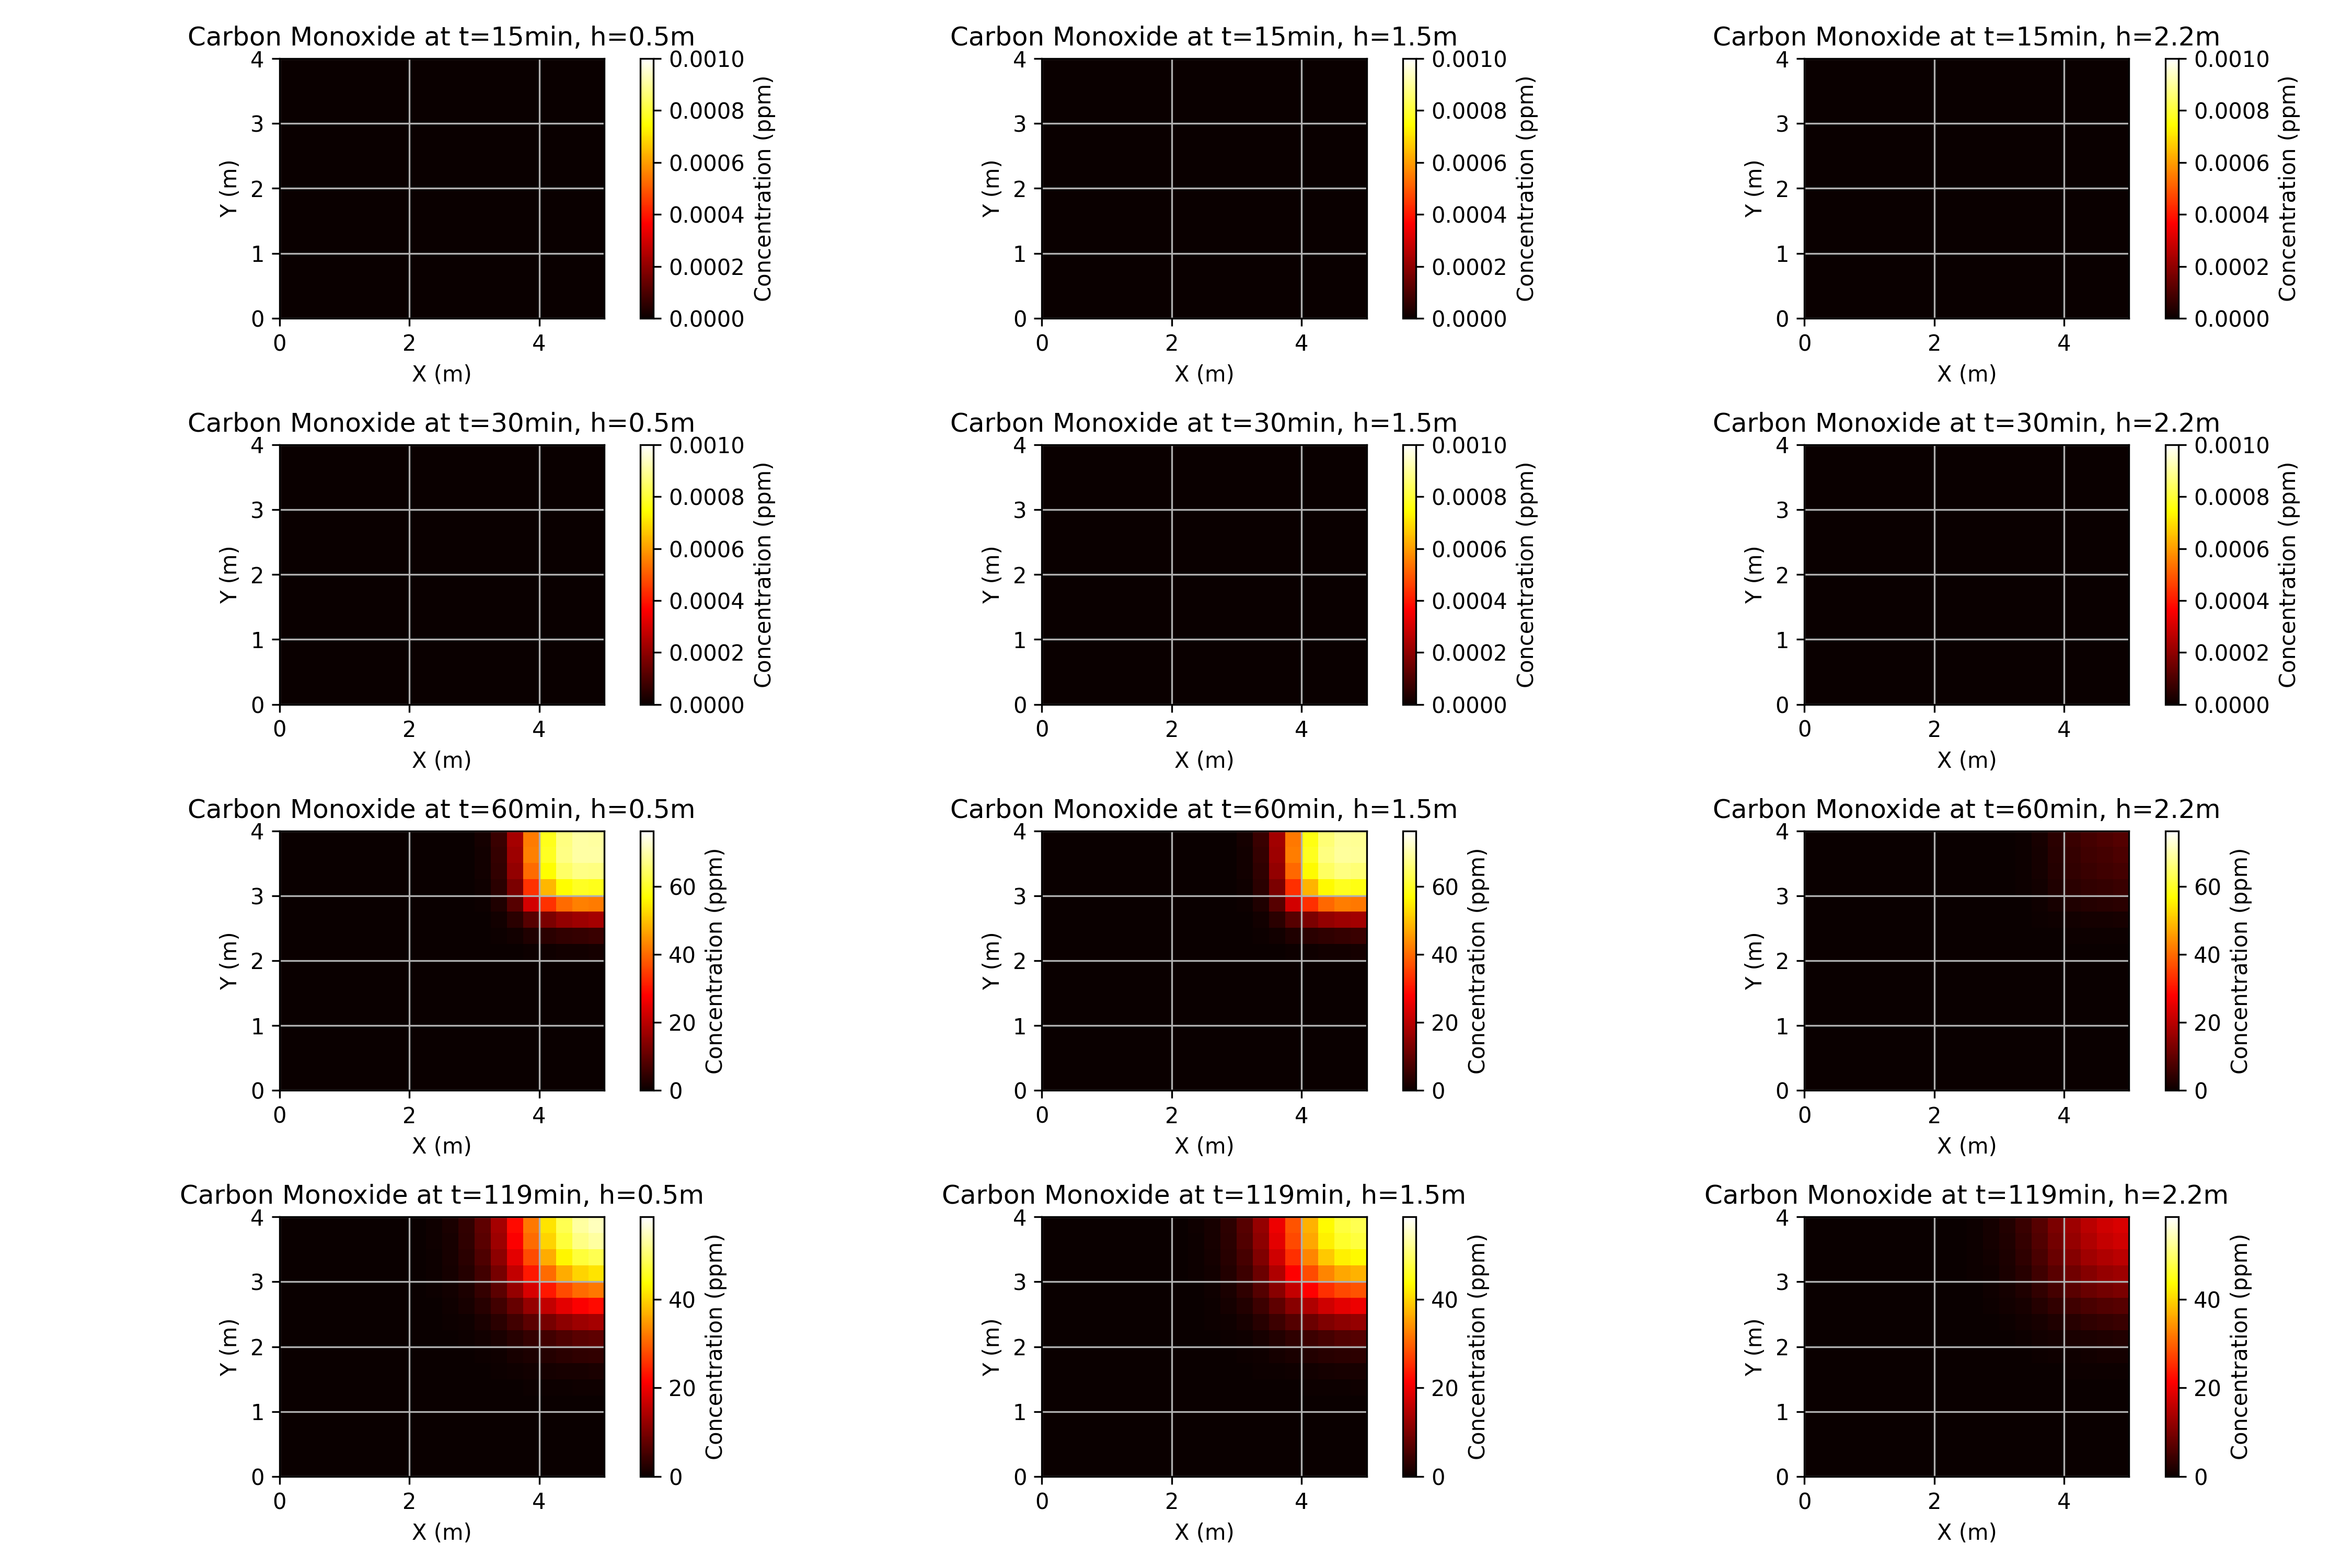 Carbon Monoxide at t=15min, h=0.5m
4
3
2
1
0
Y (m)
0 2 4
X (m)
0.0010
0.0008
0.0006
0.0004
0.0002
0.0000
Concentration (ppm)
Carbon Monoxide at t=15min, h=1.5m
4
3
2
1
0
Y (m)
0 2 4
X (m)
0.0010
0.0008
0.0006
0.0004
0.0002
0.0000
Concentration (ppm)
Carbon Monoxide at t=15min, h=2.2m
4
3
2
1
0
Y (m)
0 2 4
X (m)
0.0010
0.0008
0.0006
0.0004
0.0002
0.0000
Concentration (ppm)
Carbon Monoxide at t=30min, h=0.5m
4
3
2
1
0
Y (m)
0 2 4
X (m)
0.0010
0.0008
0.0006
0.0004
0.0002
0.0000
Concentration (ppm)
Carbon Monoxide at t=30min, h=1.5m
4
3
2
1
0
Y (m)
0 2 4
X (m)
0.0010
0.0008
0.0006
0.0004
0.0002
0.0000
Concentration (ppm)
Carbon Monoxide at t=30min, h=2.2m
4
3
2
1
0
Y (m)
0 2 4
X (m)
0.0010
0.0008
0.0006
0.0004
0.0002
0.0000
Concentration (ppm)
Carbon Monoxide at t=60min, h=0.5m
4
3
2
1
0
Y (m)
0 2 4
X (m)
60
40
20
0
Concentration (ppm)
Carbon Monoxide at t=60min, h=1.5m
4
3
2
1
0
Y (m)
0 2 4
X (m)
60
40
20
0
Concentration (ppm)
Carbon Monoxide at t=60min, h=2.2m
4
3
2
1
0
Y (m)
0 2 4
X (m)
60
40
20
0
Concentration (ppm)
Carbon Monoxide at t=119min, h=0.5m
4
3
2
1
0
Y (m)
0 2 4
X (m)
40
20
0
Concentration (ppm)
Carbon Monoxide at t=119min, h=1.5m
4
3
2
1
0
Y (m)
0 2 4
X (m)
40
20
0
Concentration (ppm)
Carbon Monoxide at t=119min, h=2.2m
4
3
2
1
0
Y (m)
0 2 4
X (m)
40
20
0
Concentration (ppm)